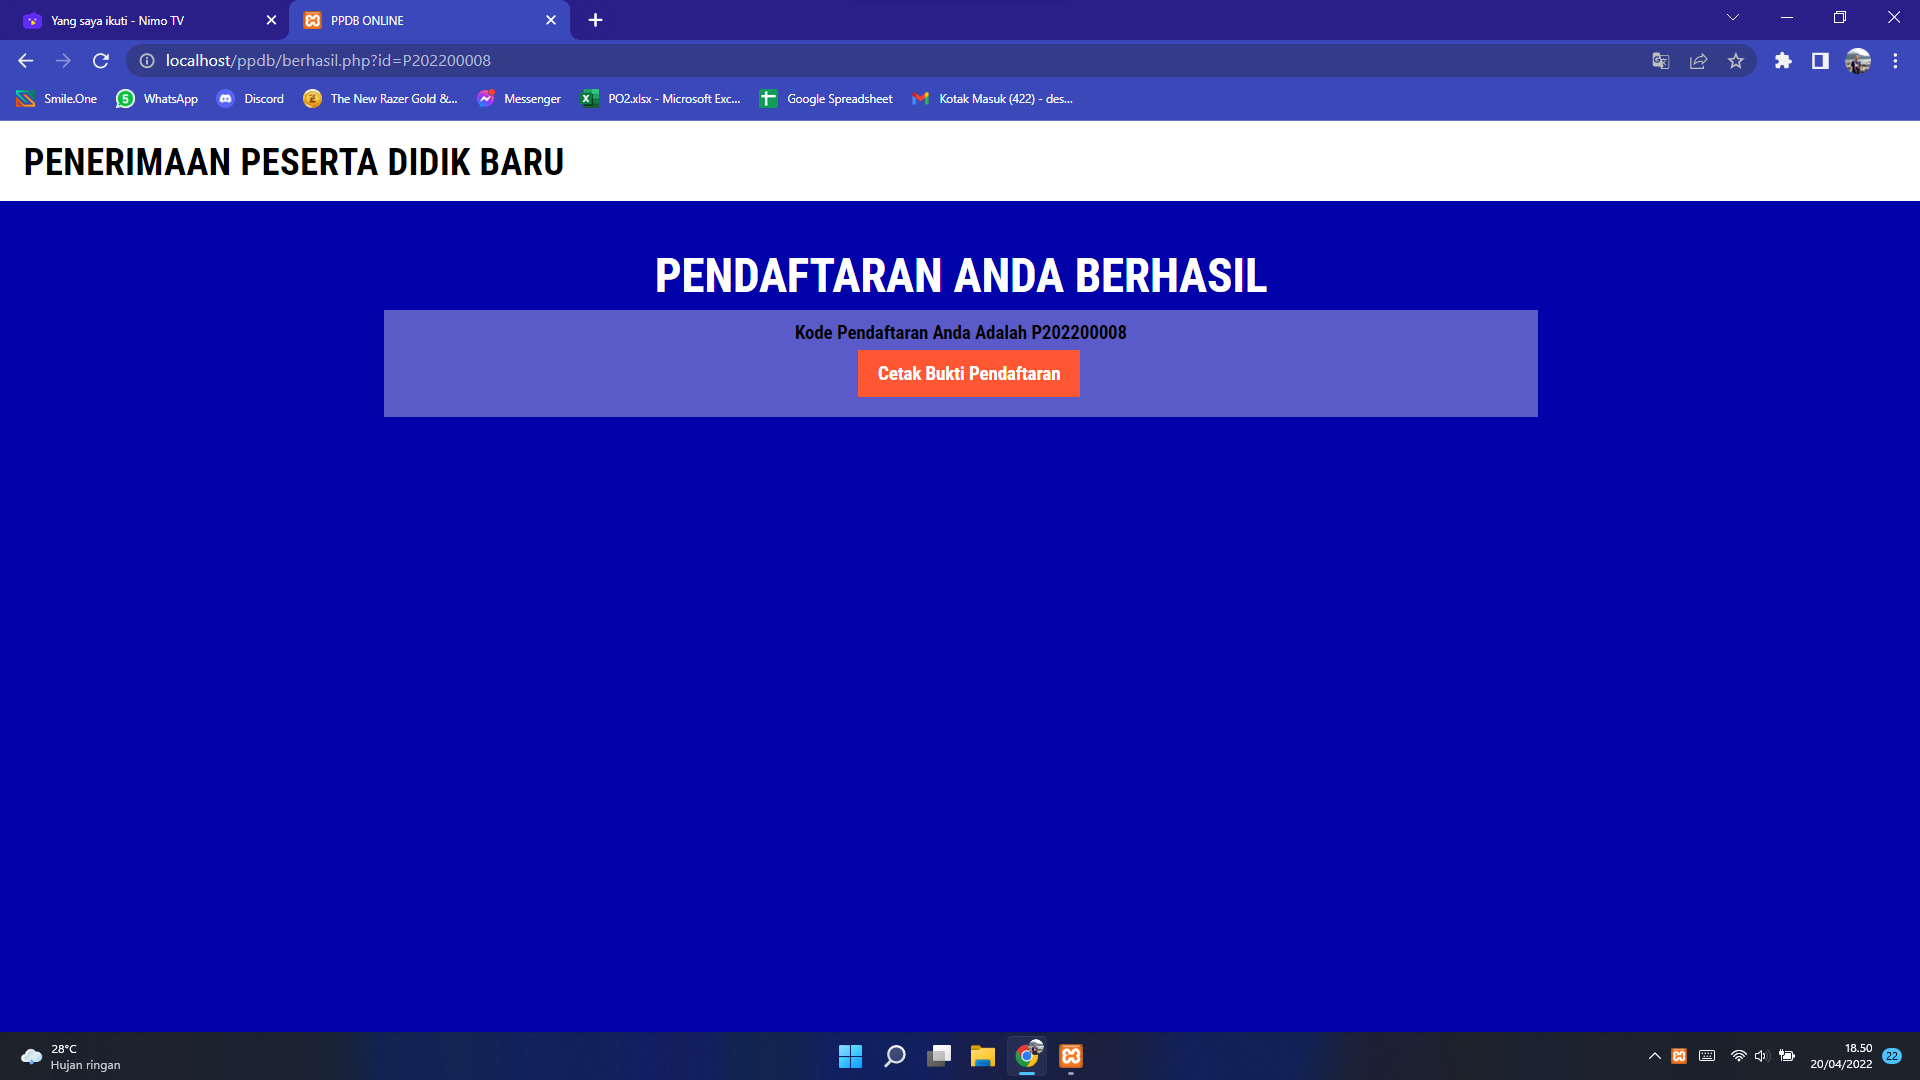 Yang saya ikuti - Nimo TV
PPDB ONLINE
localhost/ppdb/berhasil.php?id=P202200008
Smile.One
WhatsApp
Discord
The New Razer Gold &...
Messenger
PO2.xlsx - Microsoft Exc...
Google Spreadsheet
Kotak Masuk (422) - des...
PENERIMAAN PESERTA DIDIK BARU
PENDAFTARAN ANDA BERHASIL
Kode Pendaftaran Anda Adalah P202200008
Cetak Bukti Pendaftaran
28°C
Hujan ringan
18.50
20/04/2022
22